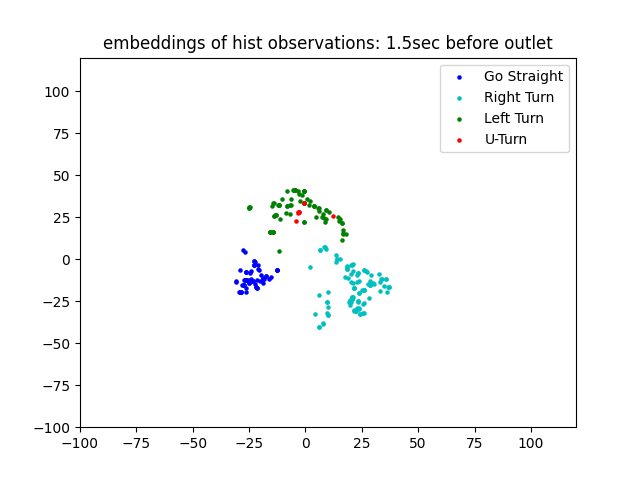 embeddings of hist observations: 1.5sec before outlet
Go Straight
Right Turn
Left Turn
U-Turn
100
75
50
25
0
−25
−50
−75
−100
−100 −75 −50 −25 0 25 50 75 100